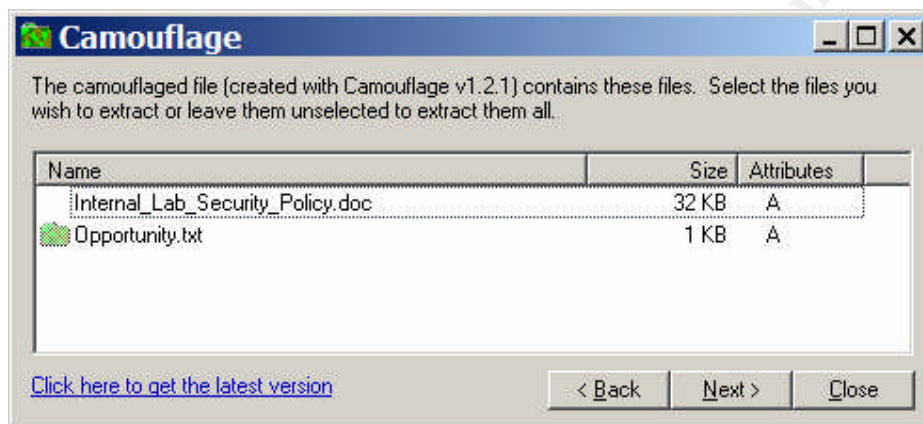 Camouflage
The camouflaged file (created with Camouflage v1.2.1) contains these files. Select the files you
wish to extract or leave them unselected to extract them all.
Name Size Attributes
Internal_Lab_Security_Policy.doc 32 KB A
Opportunity.txt 1 KB A
Click here to get the latest version < Back Next > Close